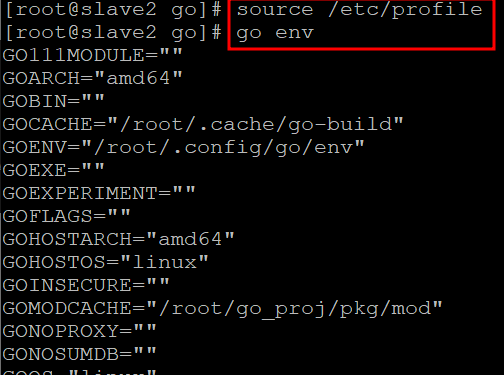 [root@slave2 go]# source /etc/profile
[root@slave2 go]# go env
GO111MODULE=""
GOARCH="amd64"
GOBIN=""
GOCACHE="/root/.cache/go-build"
GOENV="/root/.config/go/env"
GOEXE=""
GOEXPERIMENT=""
GOFLAGS=""
GOHOSTARCH="amd64"
GOHOSTOS="linux"
GOINSECURE=""
GOMODCACHE="/root/go_proj/pkg/mod"
GONOPROXY=""
GONOSUMDB=""
GOOS="linux"